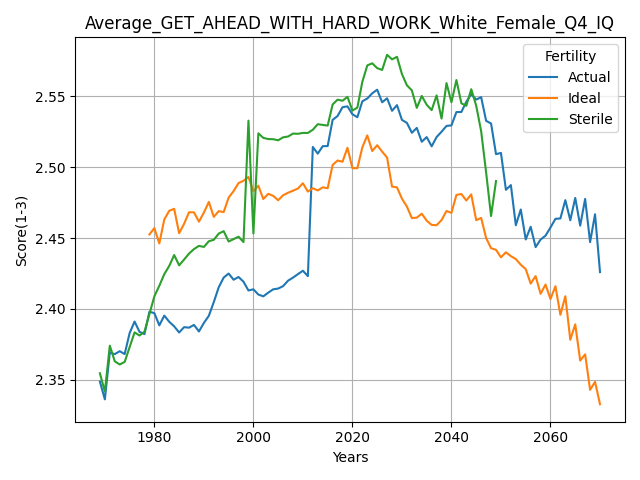 Average_GET_AHEAD_WITH_HARD_WORK_White_Female_Q4_IQ
Fertility
Actual
Ideal
Sterile
Score(1-3)
2.55
2.50
2.45
2.40
2.35
1980 2000 2020 2040 2060
Years